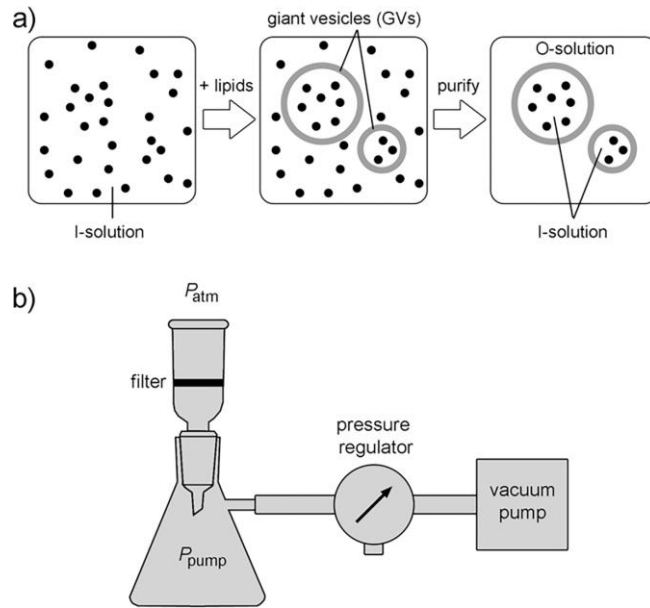 a)
giant vesicles (GVs)
+ lipids
purify
O-solution
I-solution
I-solution
b)
Patm
filter
pressure
regulator
vacuum
pump
Ppump